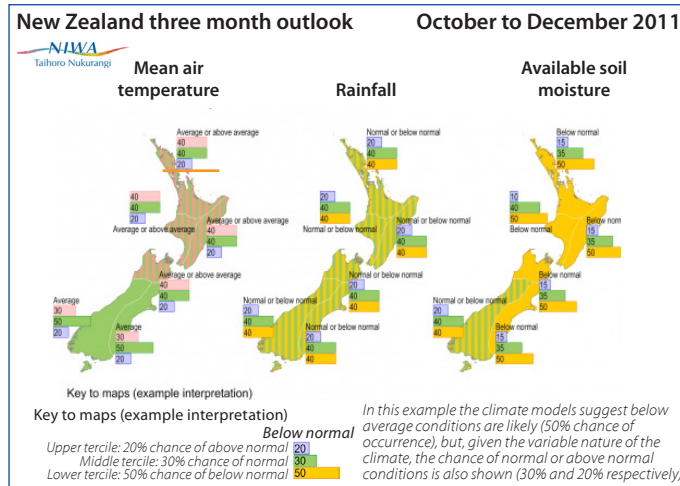 New Zealand three month outlook October to December 2011
NIWA
Taihoro Nukurangi
Mean air
temperature
Rainfall
Available soil
moisture
Average or above average
40
40
20
40
40
20
Average or above average
Average or above average
40
40
20
Average or above average
40
40
20
Average
30
50
20
Average
30
50
20
Normal or below normal
20
40
40
20
40
40
Normal or below normal
Normal or below normal
20
40
40
Normal or below normal
20
40
40
Normal or below normal
20
40
40
Normal or below normal
20
40
40
Below normal
15
35
50
10
40
50
Below normal
Below norm
15
35
50
Below normal
15
35
50
Normal or below normal
20
40
40
Below normal
15
35
50
Key to maps (example interpretation)
Key to maps (example interpretation)
Below normal
Upper tercile: 20% chance of above normal 20
Middle tercile: 30% chance of normal 30
Lower tercile: 50% chance of below normal 50
In this example the climate models suggest below
average conditions are likely (50% chance of
occurrence), but, given the variable nature of the
climate, the chance of normal or above normal
conditions is also shown (30% and 20% respectively)